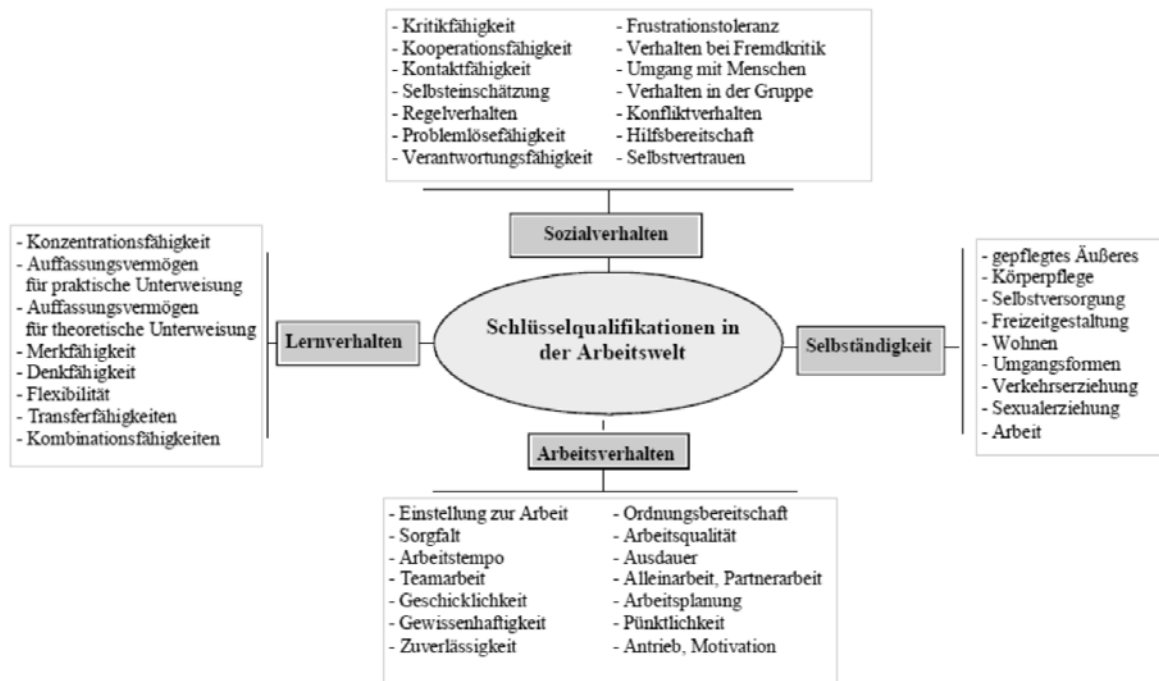 - Kritikfähigkeit
- Kooperationsfähigkeit
- Kontaktfähigkeit
- Selbsteinschätzung
- Regelverhalten
- Problemlösefähigkeit
- Verantwortungsfähigkeit
- Frustrationstoleranz
- Verhalten bei Fremdkritik
- Umgang mit Menschen
- Verhalten in der Gruppe
- Konfliktverhalten
- Hilfsbereitschaft
- Selbstvertrauen
Sozialverhalten
- Konzentrationsfähigkeit
- Auffassungsvermögen
für praktische Unterweisung
- Auffassungsvermögen
für theoretische Unterweisung
- Merkfähigkeit
- Denkfähigkeit
- Flexibilität
- Transferfähigkeiten
- Kombinationsfähigkeiten
Lernverhalten
Schlüsselqualifikationen in
der Arbeitswelt
Selbständigkeit
- gepflegtes Äußeres
- Körperpflege
- Selbstversorgung
- Freizeitgestaltung
- Wohnen
- Umgangsformen
- Verkehrserziehung
- Sexualerziehung
- Arbeit
Arbeitsverhalten
- Einstellung zur Arbeit
- Sorgfalt
- Arbeitstempo
- Teamarbeit
- Geschicklichkeit
- Gewissenhaftigkeit
- Zuverlässigkeit
- Ordnungsbereitschaft
- Arbeitsqualität
- Ausdauer
- Alleinarbeit, Partnerarbeit
- Arbeitsplanung
- Pünktlichkeit
- Antrieb, Motivation